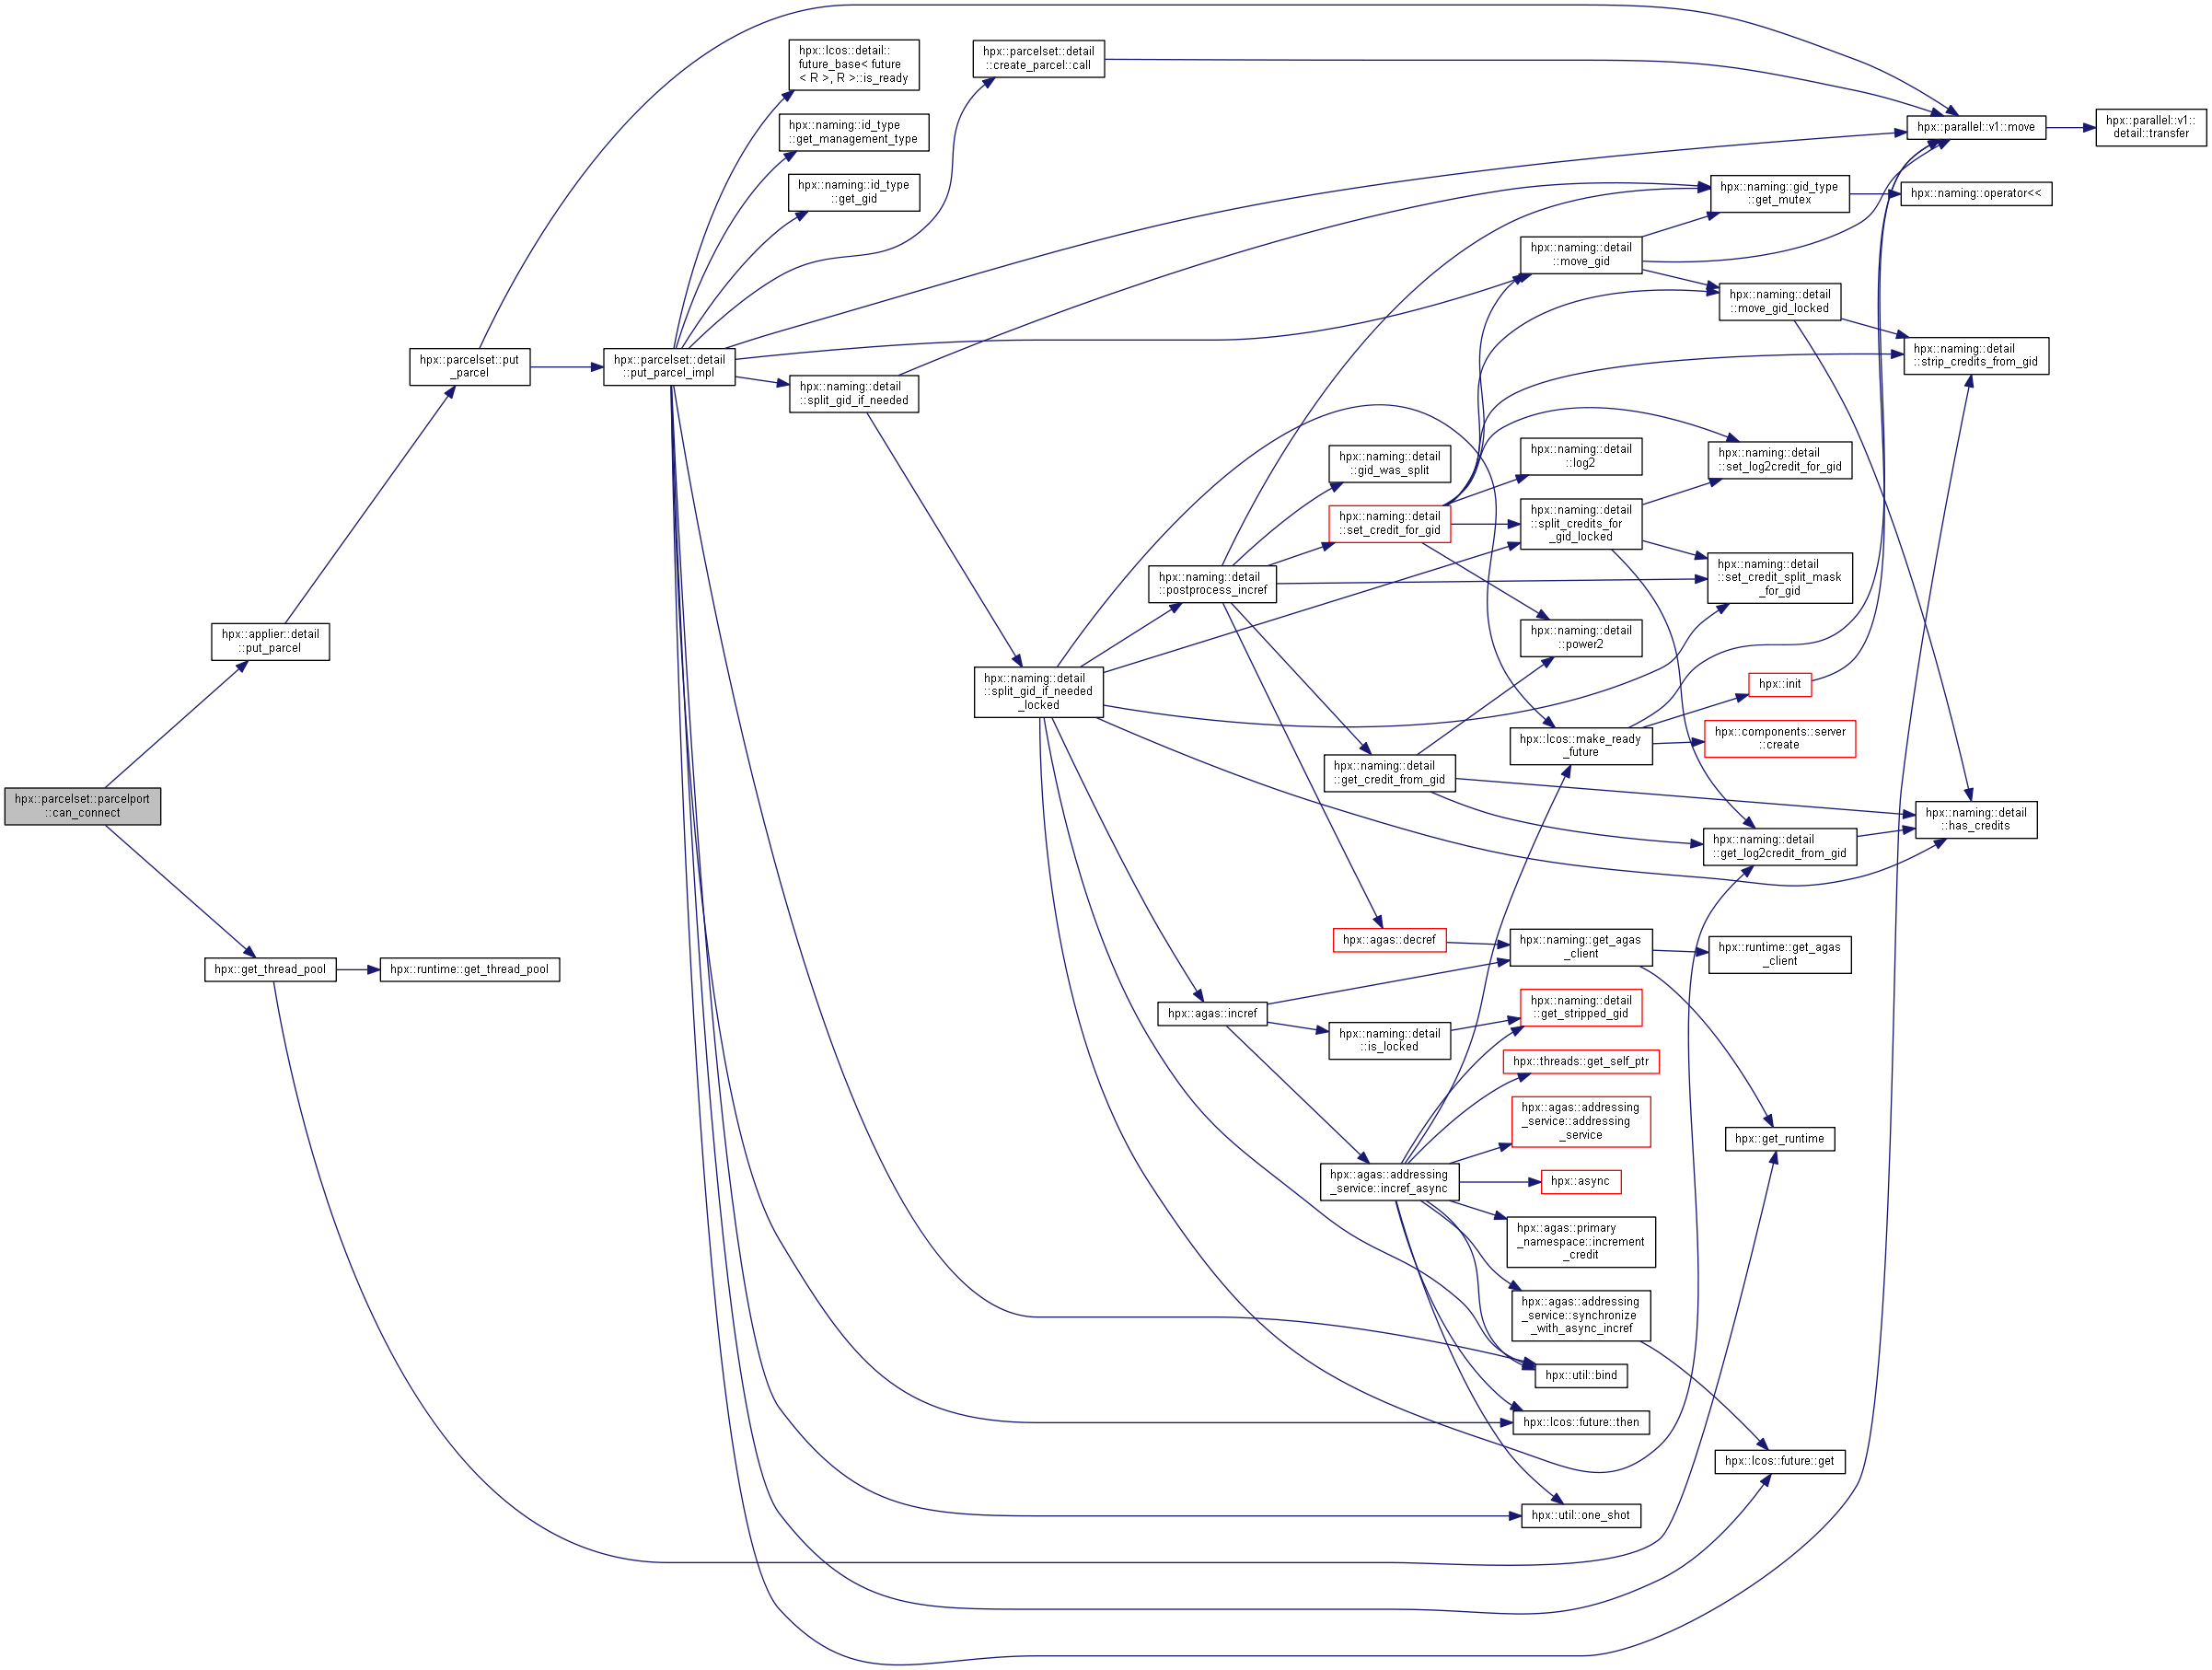 hpx::parcelset::parcelport
::can_connect
hpx::applier::detail
::put_parcel
hpx::get_thread_pool
hpx::runtime::get_thread_pool
hpx::parcelset::put
_parcel
hpx::parcelset::detail
::put_parcel_impl
hpx::lcos::detail::
future_base< future
< R >, R >::is_ready
hpx::naming::id_type
::get_management_type
hpx::naming::id_type
::get_gid
hpx::naming::detail
::split_gid_if_needed
hpx::parcelset::detail
::create_parcel::call
hpx::naming::detail
::split_gid_if_needed
_locked
hpx::naming::detail
::postprocess_incref
hpx::agas::incref
hpx::naming::detail
::gid_was_split
hpx::naming::detail
::set_credit_for_gid
hpx::naming::detail
::get_credit_from_gid
hpx::agas::decref
hpx::naming::detail
::is_locked
hpx::agas::addressing
_service::incref_async
hpx::naming::detail
::move_gid
hpx::naming::detail
::log2
hpx::naming::detail
::split_credits_for
_gid_locked
hpx::naming::detail
::power2
hpx::lcos::make_ready
_future
hpx::naming::get_agas
_client
hpx::naming::detail
::get_stripped_gid
hpx::threads::get_self_ptr
hpx::agas::addressing
_service::addressing
_service
hpx::async
hpx::agas::primary
_namespace::increment
_credit
hpx::agas::addressing
_service::synchronize
_with_async_incref
hpx::util::bind
hpx::lcos::future::then
hpx::util::one_shot
hpx::naming::gid_type
::get_mutex
hpx::naming::detail
::move_gid_locked
hpx::naming::detail
::set_log2credit_for_gid
hpx::naming::detail
::set_credit_split_mask
_for_gid
hpx::init
hpx::components::server
::create
hpx::naming::detail
::get_log2credit_from_gid
hpx::runtime::get_agas
_client
hpx::get_runtime
hpx::lcos::future::get
hpx::parallel::v1::move
hpx::naming::operator<<
hpx::naming::detail
::strip_credits_from_gid
hpx::naming::detail
::has_credits
hpx::parallel::v1::
detail::transfer